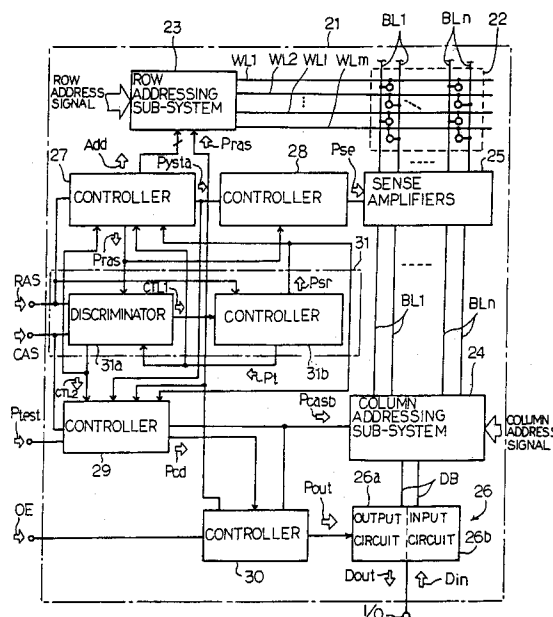 21
23
BL1
BLn
22
ROW ADDRESS SIGNAL
ROW ADDRESSING SUB-SYSTEM
WL1
WL2
WL1
WLm
Add
Pras
Pysta
27
CONTROLLER
28
CONTROLLER
Pse
25
SENSE AMPLIFIERS
Pras
31
RAS
CTL1
Psr
BL1
BLn
DISCRIMINATOR
CONTROLLER
CAS
31a
31b
Pt
CTL2
24
Pcasb
Ptest
CONTROLLER
COLUMN ADDRESSING SUB-SYSTEM
COLUMN ADDRESS SIGNAL
29
Pcd
26a
DB
26
Pout
OE
CONTROLLER
OUTPUT CIRCUIT
INPUT CIRCUIT
26b
30
Dout
Din
I/O